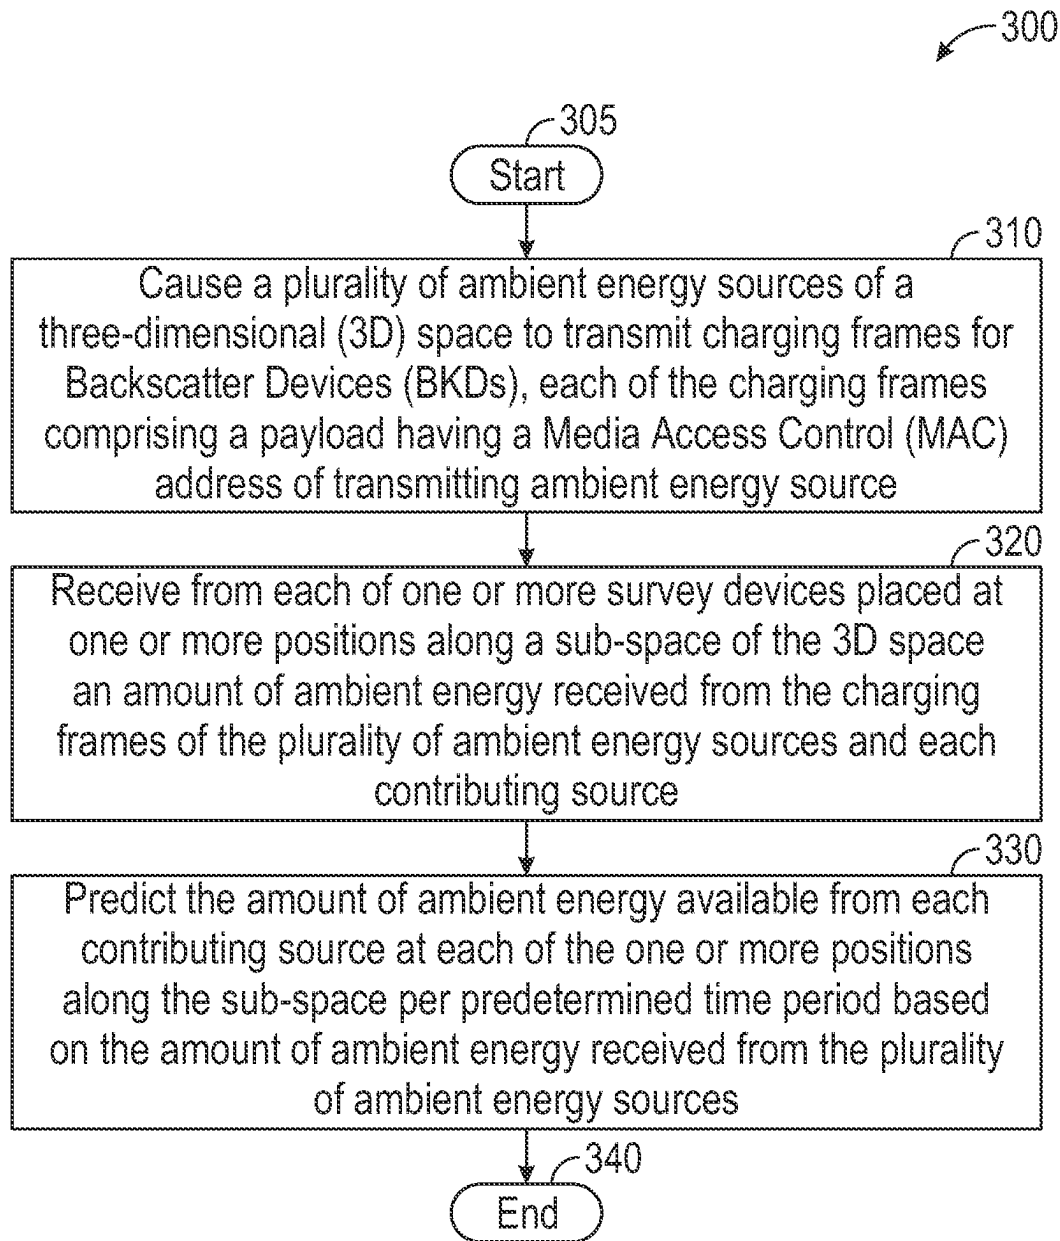 300
305
Start
310
Cause a plurality of ambient energy sources of a
three-dimensional (3D) space to transmit charging frames for
Backscatter Devices (BKDs), each of the charging frames
comprising a payload having a Media Access Control (MAC)
address of transmitting ambient energy source
320
Receive from each of one or more survey devices placed at
one or more positions along a sub-space of the 3D space
an amount of ambient energy received from the charging
frames of the plurality of ambient energy sources and each
contributing source
330
Predict the amount of ambient energy available from each
contributing source at each of the one or more positions
along the sub-space per predetermined time period based
on the amount of ambient energy received from the plurality
of ambient energy sources
340
End